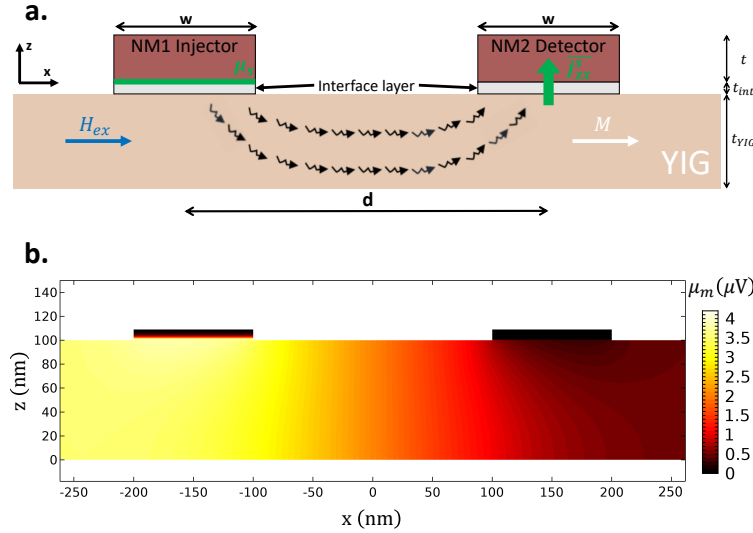 a.
w
w
z
x
NM1 Injector
NM2 Detector
μₛ
Interface layer
j^s_zx
t
t_int
H_ex
M
t_YIG
YIG
d
b.
μ_m (μV)
140
120
100
80
60
40
20
0
z (nm)
-250 -200 -150 -100 -50 0 50 100 150 200 250
x (nm)
4
3.5
3
2.5
2
1.5
1
0.5
0